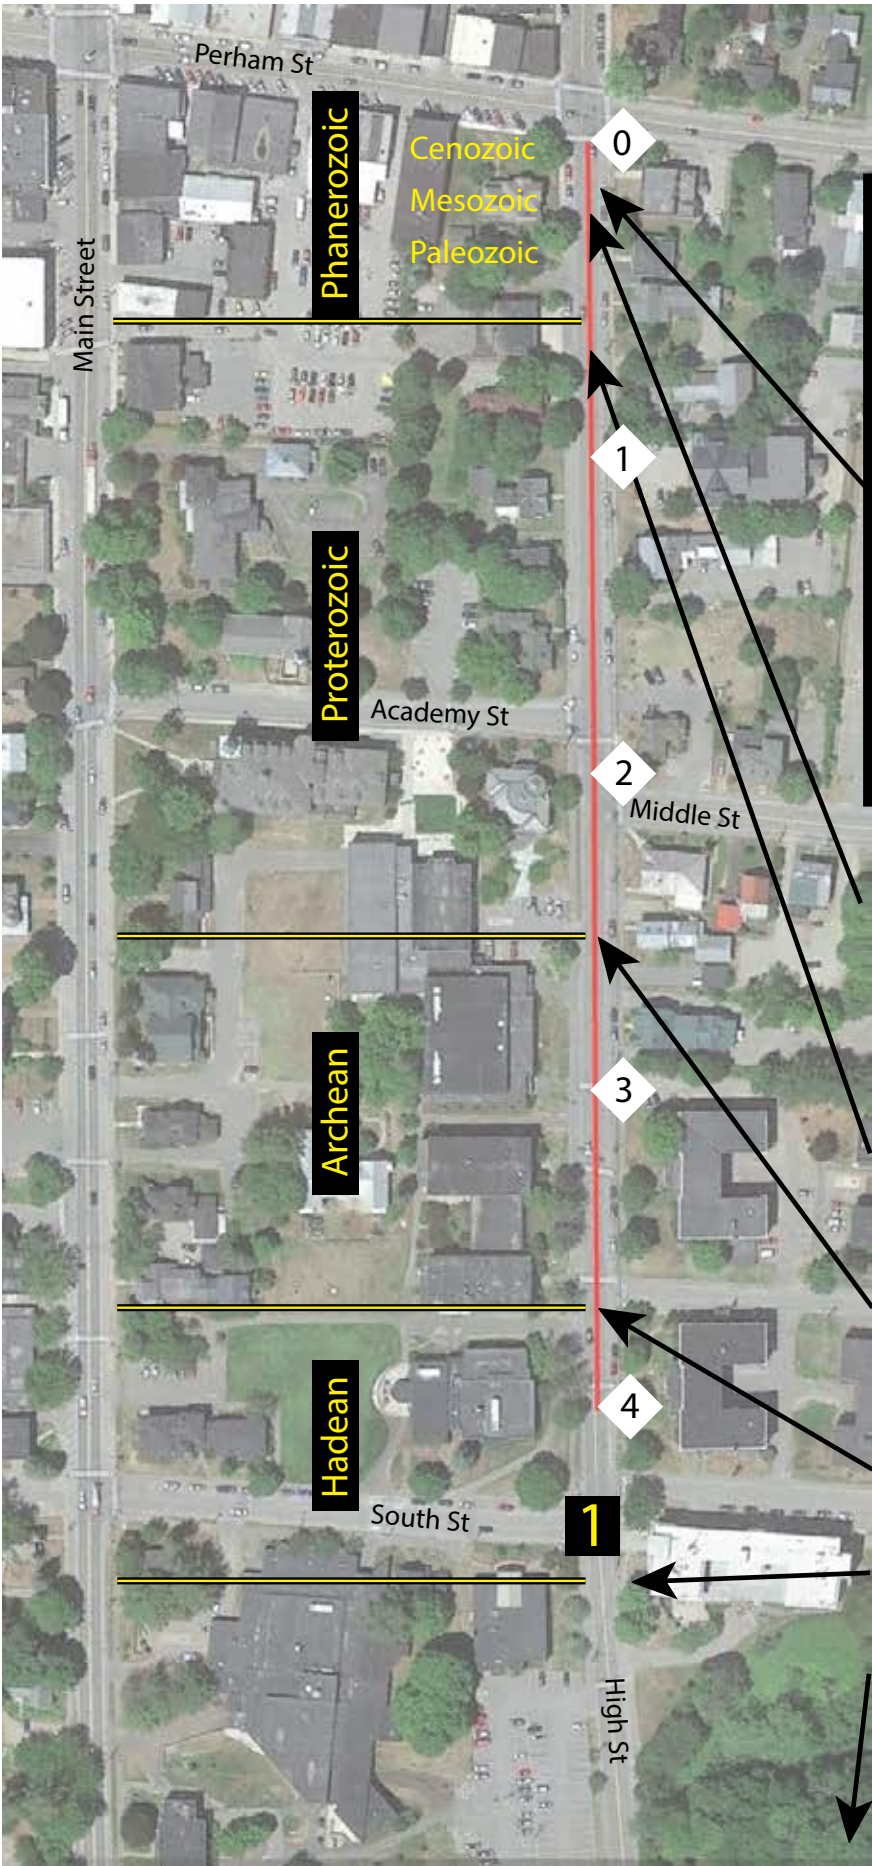 Perham St
0
Cenozoic
Phanerozoic
Mesozoic
Paleozoic
Main Street
1
Proterozoic
Academy St
2
Middle St
Archean
3
4
Hadean
South St
1
High St